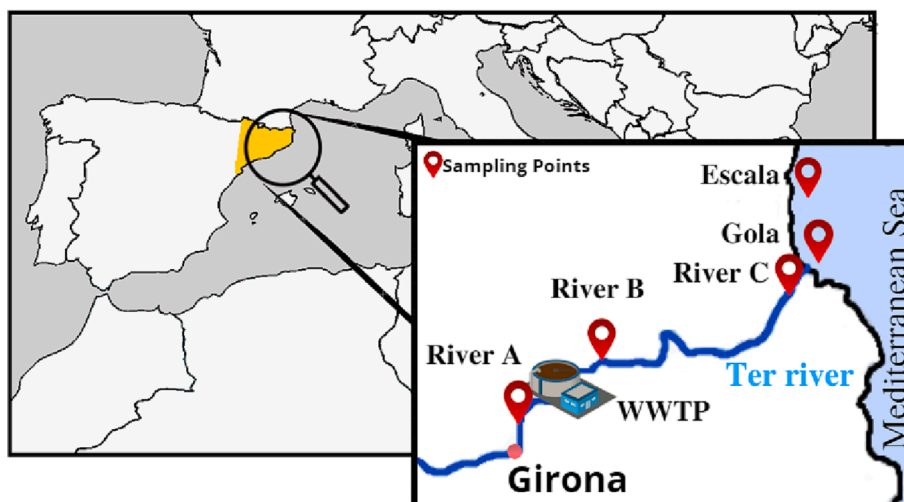 Sampling Points
Escala
Gola
River C
River B
River A
WWTP
Ter river
Girona
Mediterranean Sea